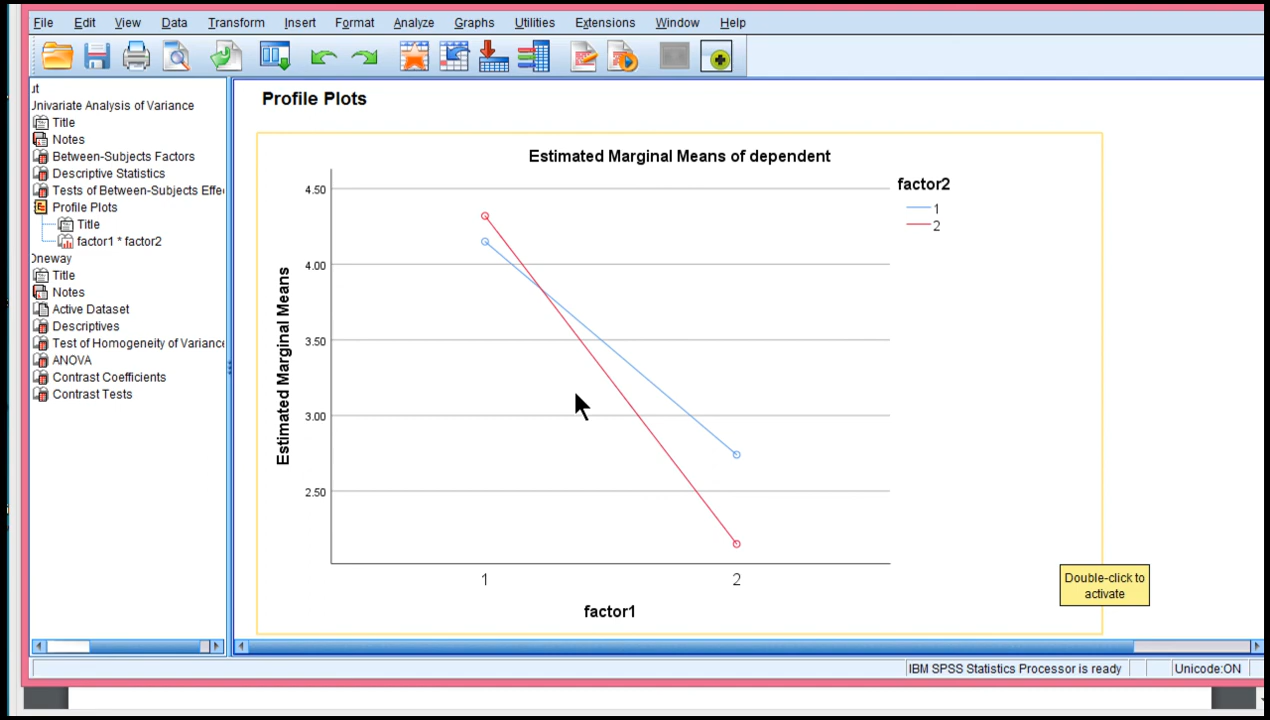 File Edit View Data Transform Insert Format Analyze Graphs Utilities Extensions Window Help
ut
Univariate Analysis of Variance
Title
Notes
Between-Subjects Factors
Descriptive Statistics
Tests of Between-Subjects Effe
Profile Plots
Title
factor1 * factor2
Oneway
Title
Notes
Active Dataset
Descriptives
Test of Homogeneity of Variance
ANOVA
Contrast Coefficients
Contrast Tests
Profile Plots
Estimated Marginal Means of dependent
Estimated Marginal Means
4.50
4.00
3.50
3.00
2.50
1 2
factor1
factor2
1
2
Double-click to
activate
IBM SPSS Statistics Processor is ready Unicode:ON